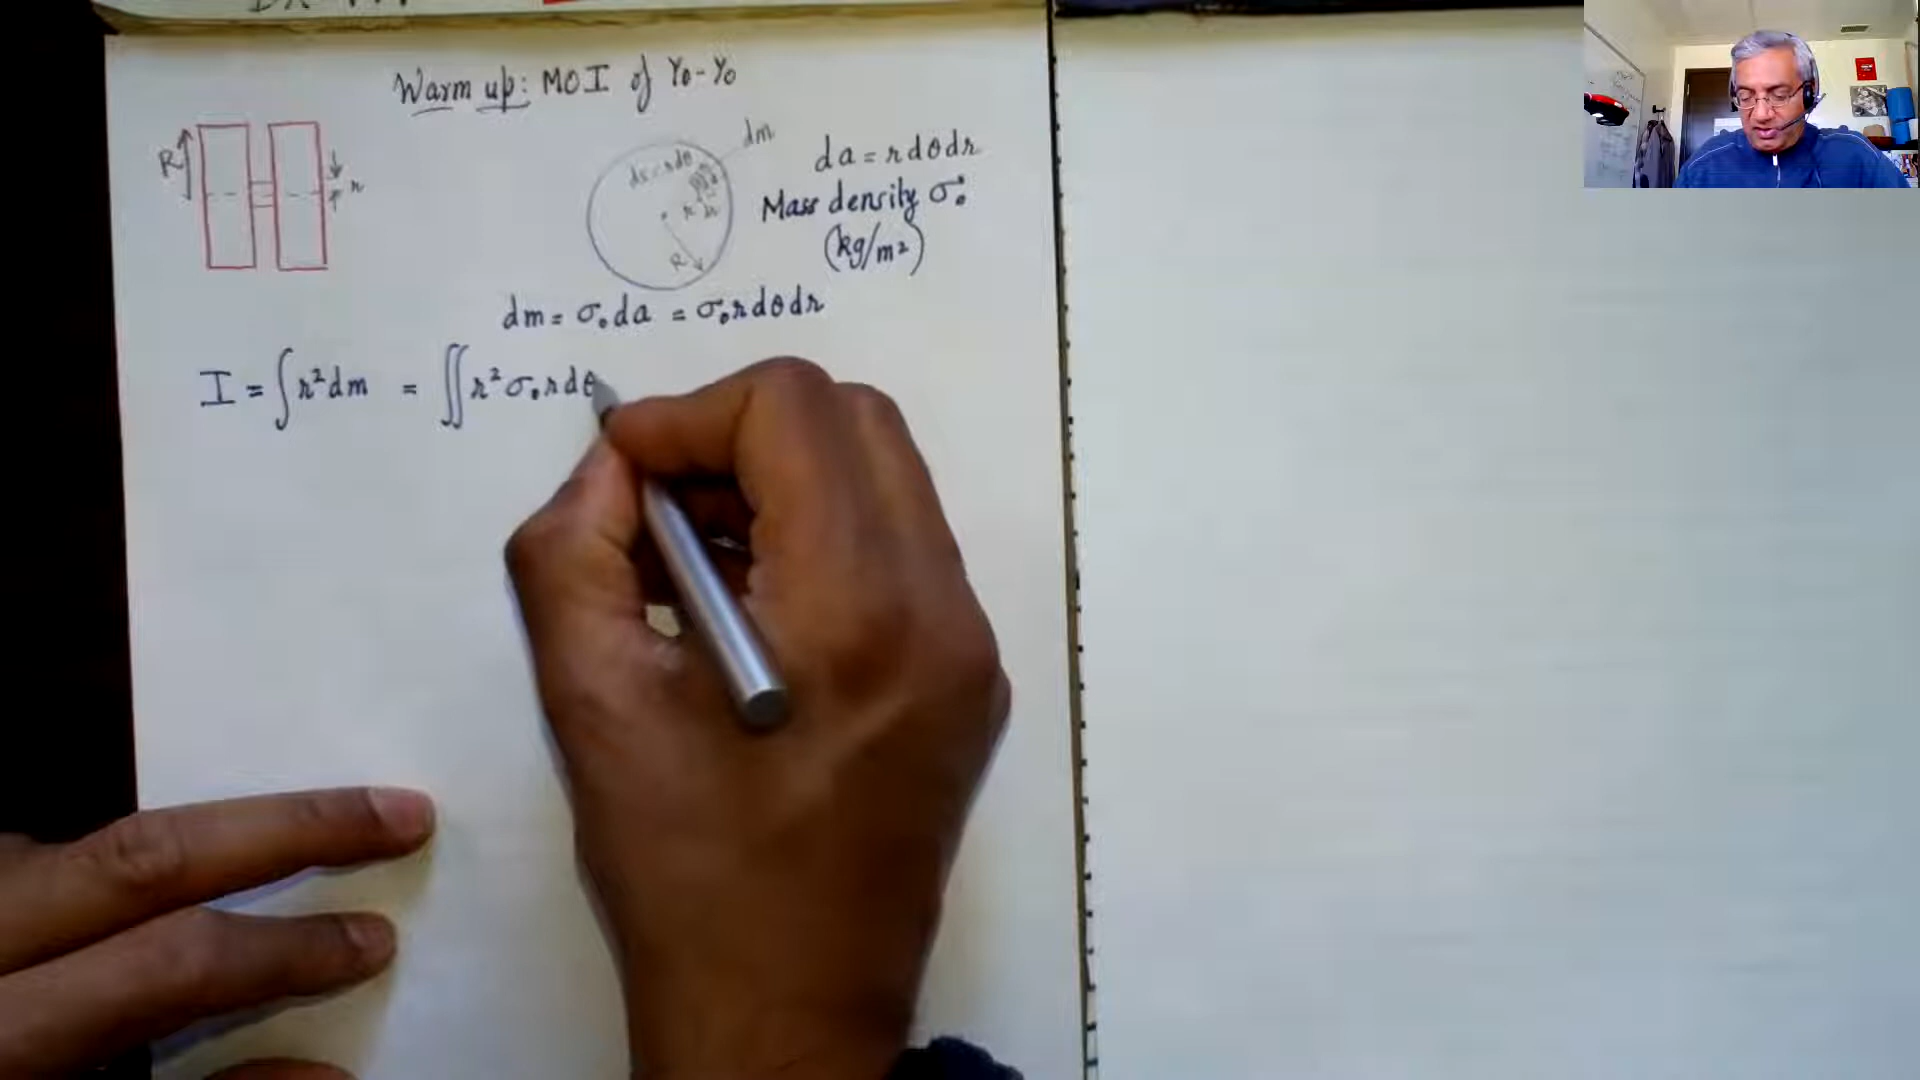 Warm up: MOI of Yo-Yo
R
r
dm
ds = rdθ
r dr
R
da = rdθdr
Mass density σ₀
(kg/m²)
dm = σ₀da = σ₀rdθdr
I = ∫r²dm = ∬r²σ₀rdθ